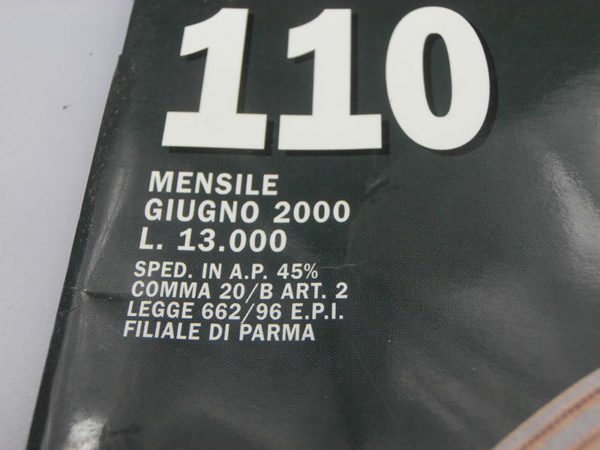 110
MENSILE
GIUGNO 2000
L. 13.000
SPED. IN A.P. 45%
COMMA 20/B ART. 2
LEGGE 662/96 E.P.I.
FILIALE DI PARMA